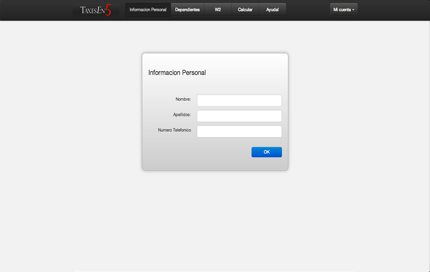 TaxesEn5
Informacion Personal Dependientes W2 Calcular Ayuda! Mi cuenta
Informacion Personal
Nombre:
Apellidos:
Numero Telefonico:
OK